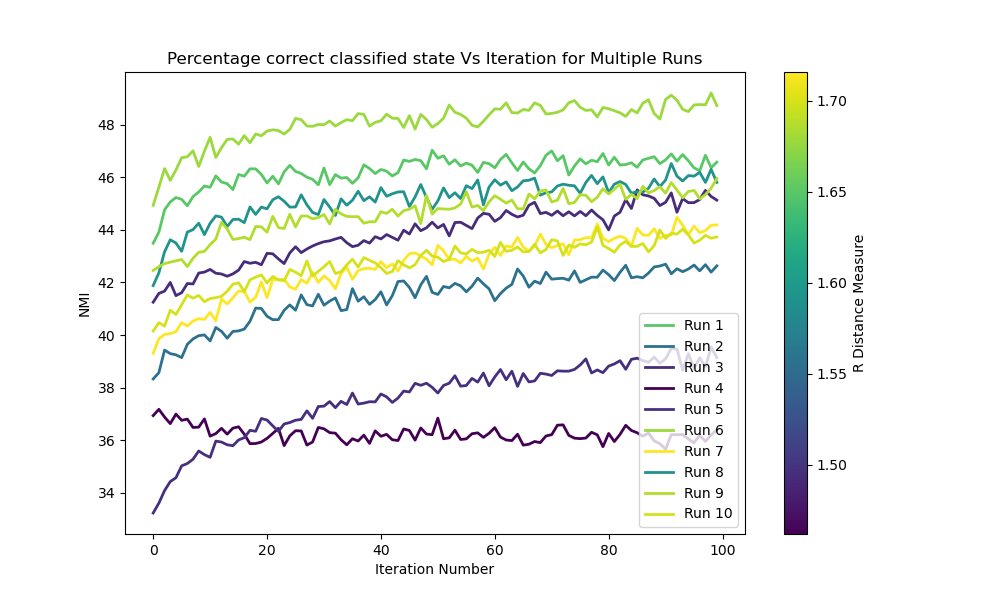 Percentage correct classified state Vs Iteration for Multiple Runs
NMI
48
46
44
42
40
38
36
34
0
20
40
60
80
100
Iteration Number
Run 1
Run 2
Run 3
Run 4
Run 5
Run 6
Run 7
Run 8
Run 9
Run 10
1.70
1.65
1.60
1.55
1.50
R Distance Measure